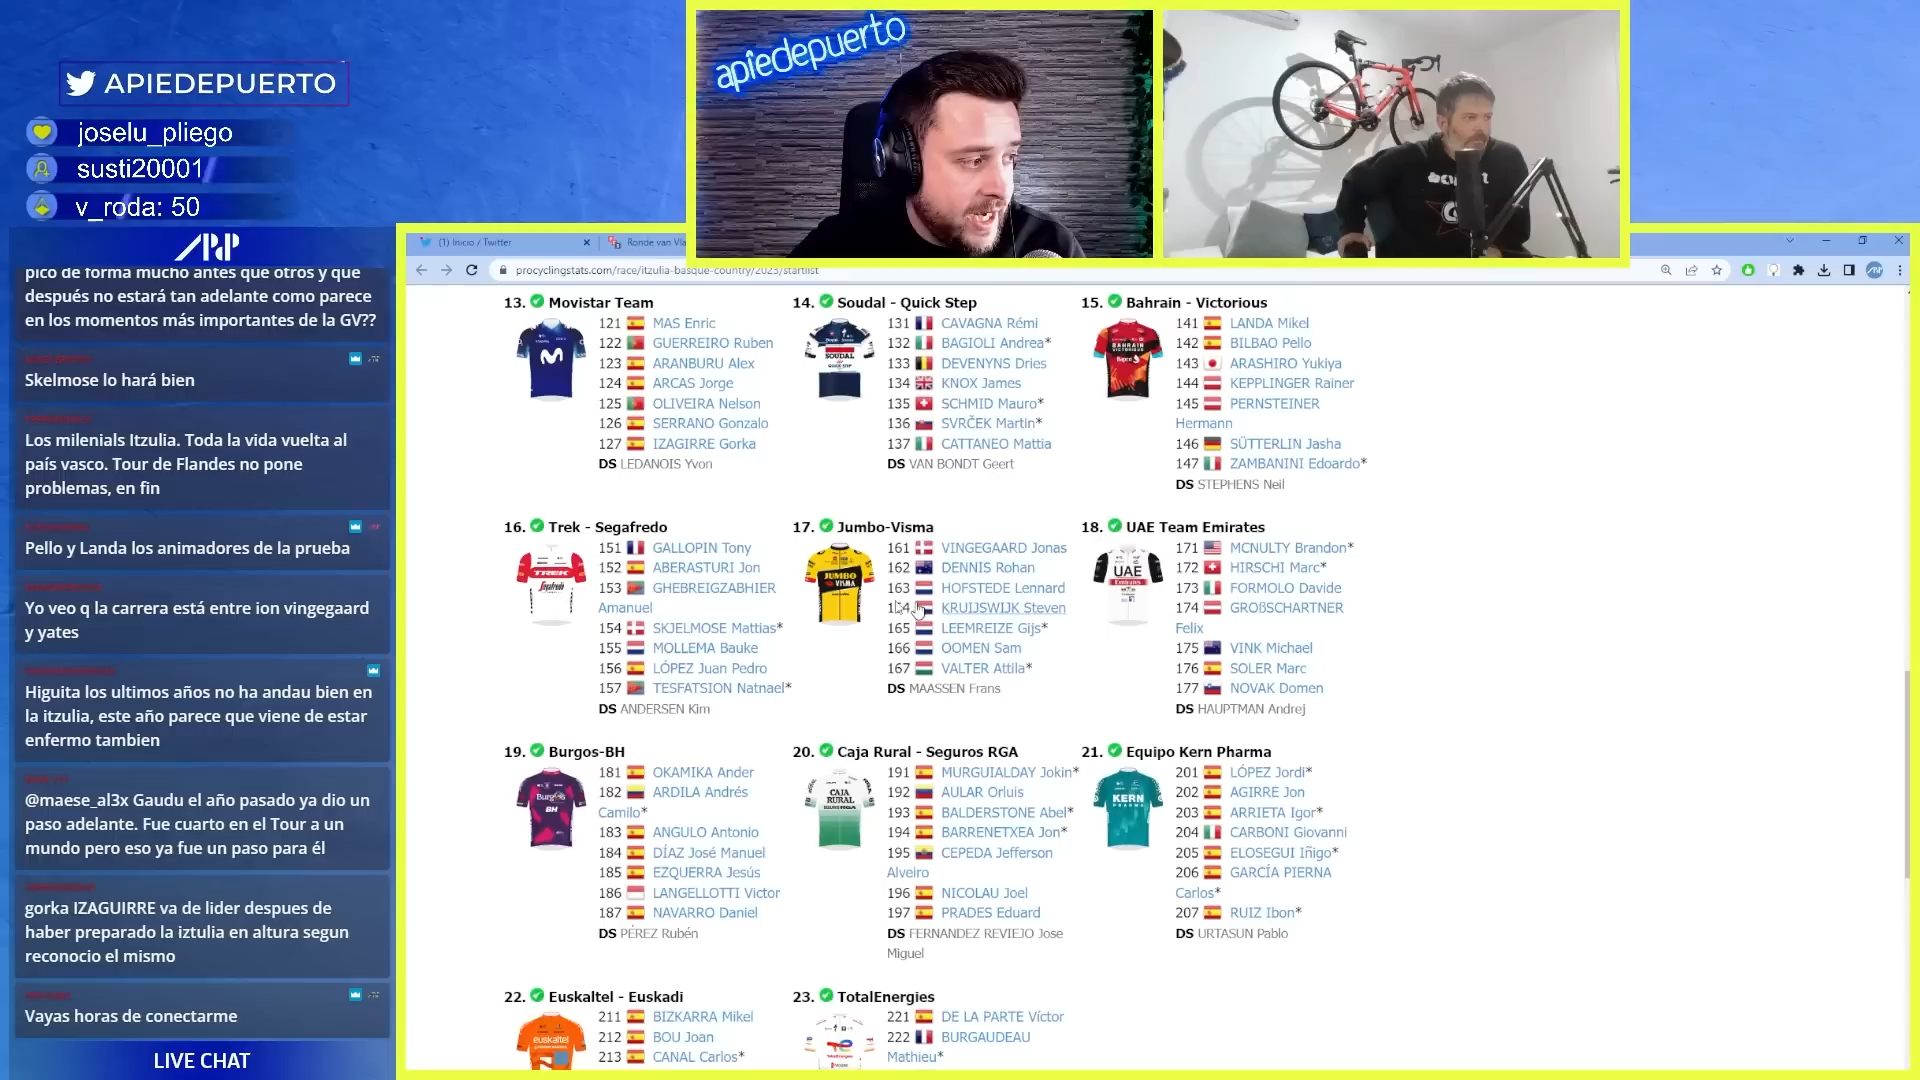 APIEDEPUERTO
joselu_pliego
susti20001
v_roda: 50
apiedepuerto
pico de forma mucho antes que otros y que
después no estará tan adelante como parece
en los momentos más importantes de la GV??
Skelmose lo hará bien
Los milenials Itzulia. Toda la vida vuelta al
país vasco. Tour de Flandes no pone
problemas, en fin
Pello y Landa los animadores de la prueba
Yo veo q la carrera está entre ion vingegaard
y yates
Higuita los ultimos años no ha andau bien en
la itzulia, este año parece que viene de estar
enfermo tambien
@maese_al3x Gaudu el año pasado ya dio un
paso adelante. Fue cuarto en el Tour a un
mundo pero eso ya fue un paso para él
gorka IZAGUIRRE va de lider despues de
haber preparado la iztulia en altura segun
reconocio el mismo
Vayas horas de conectarme
LIVE CHAT
(1) Inicio / Twitter
Ronde van Vla
procyclingstats.com/race/itzulia-basque-country/2023/startlist
13. Movistar Team
121 MAS Enric
122 GUERREIRO Ruben
123 ARANBURU Alex
124 ARCAS Jorge
125 OLIVEIRA Nelson
126 SERRANO Gonzalo
127 IZAGIRRE Gorka
DS LEDANOIS Yvon
14. Soudal - Quick Step
131 CAVAGNA Rémi
132 BAGIOLI Andrea*
133 DEVENYNS Dries
134 KNOX James
135 SCHMID Mauro*
136 SVRČEK Martin*
137 CATTANEO Mattia
DS VAN BONDT Geert
15. Bahrain - Victorious
141 LANDA Mikel
142 BILBAO Pello
143 ARASHIRO Yukiya
144 KEPPLINGER Rainer
145 PERNSTEINER
Hermann
146 SÜTTERLIN Jasha
147 ZAMBANINI Edoardo*
DS STEPHENS Neil
16. Trek - Segafredo
151 GALLOPIN Tony
152 ABERASTURI Jon
153 GHEBREIGZABHIER
Amanuel
154 SKJELMOSE Mattias*
155 MOLLEMA Bauke
156 LÓPEZ Juan Pedro
157 TESFATSION Natnael*
DS ANDERSEN Kim
17. Jumbo-Visma
161 VINGEGAARD Jonas
162 DENNIS Rohan
163 HOFSTEDE Lennard
KRUIJSWIJK Steven
165 LEEMREIZE Gijs*
166 OOMEN Sam
167 VALTER Attila*
DS MAASSEN Frans
18. UAE Team Emirates
171 MCNULTY Brandon*
172 HIRSCHI Marc*
173 FORMOLO Davide
174 GROßSCHARTNER
Felix
175 VINK Michael
176 SOLER Marc
177 NOVAK Domen
DS HAUPTMAN Andrej
19. Burgos-BH
181 OKAMIKA Ander
182 ARDILA Andrés
Camilo*
183 ANGULO Antonio
184 DÍAZ José Manuel
185 EZQUERRA Jesús
186 LANGELLOTTI Victor
187 NAVARRO Daniel
DS PÉREZ Rubén
20. Caja Rural - Seguros RGA
191 MURGUIALDAY Jokin*
192 AULAR Orluis
193 BALDERSTONE Abel*
194 BARRENETXEA Jon*
195 CEPEDA Jefferson
Alveiro
196 NICOLAU Joel
197 PRADES Eduard
DS FERNANDEZ REVIEJO Jose
Miguel
21. Equipo Kern Pharma
201 LÓPEZ Jordi*
202 AGIRRE Jon
203 ARRIETA Igor*
204 CARBONI Giovanni
205 ELOSEGUI Iñigo*
206 GARCÍA PIERNA
Carlos*
207 RUIZ Ibon*
DS URTASUN Pablo
22. Euskaltel - Euskadi
211 BIZKARRA Mikel
212 BOU Joan
213 CANAL Carlos*
23. TotalEnergies
221 DE LA PARTE Víctor
222 BURGAUDEAU
Mathieu*
SOUDAL
TREK
JUMBO
VISMA
UAE
Emirates
Burgos
BH
CAJA
RURAL
KERN
euskaltel